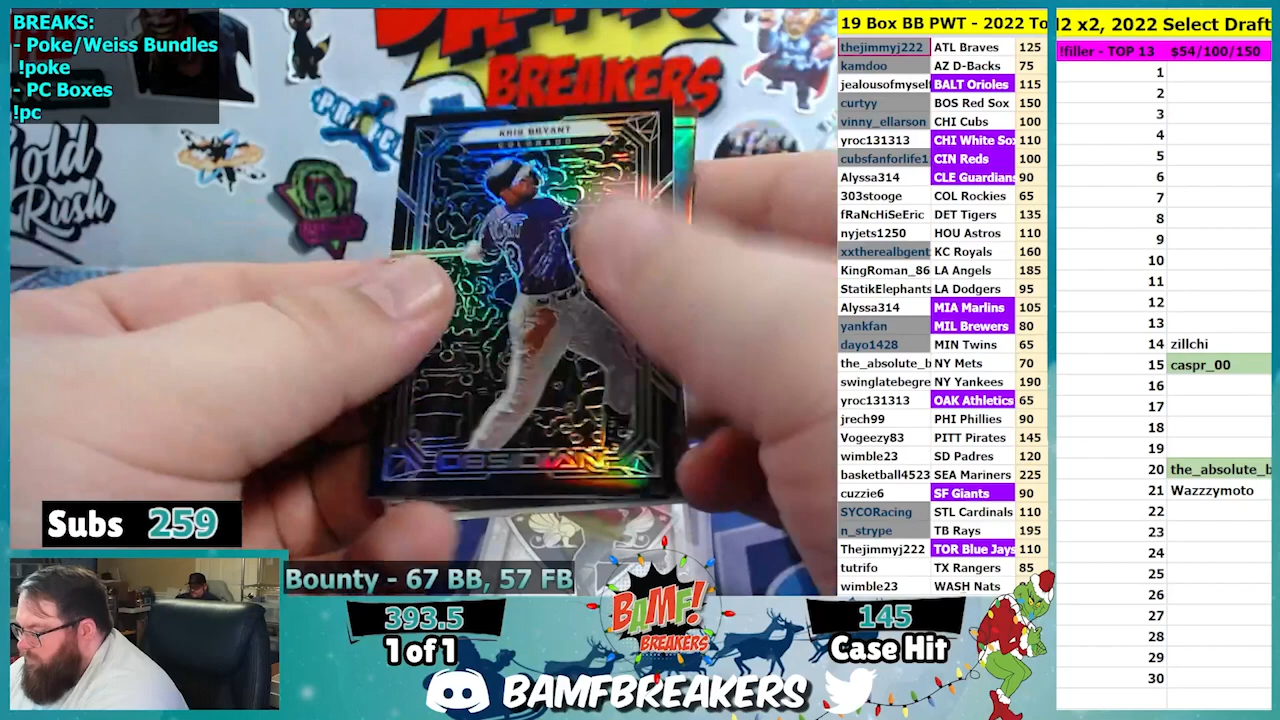 BREAKS:
- Poke/Weiss Bundles
!poke
- PC Boxes
!pc
BREAKERS
Gold
Rush
KRIS BRYANT
COLORADO
OBSIDIAN
Subs 259
Bounty - 67 BB, 57 FB
393.5
1 of 1
BAMF!
BREAKERS
145
Case Hit
BAMFBREAKERS
19 Box BB PWT - 2022 To
thejimmyj222 ATL Braves 125
kamdoo AZ D-Backs 75
jealousofmysel BALT Orioles 115
curtyy BOS Red Sox 150
vinny_ellarson CHI Cubs 100
yroc131313 CHI White Sox 110
cubsfanforlife1 CIN Reds 100
Alyssa314 CLE Guardians 90
303stooge COL Rockies 65
fRaNcHiSeEric DET Tigers 135
nyjets1250 HOU Astros 110
xxtherealbgent KC Royals 160
KingRoman_86 LA Angels 185
StatikElephants LA Dodgers 95
Alyssa314 MIA Marlins 105
yankfan MIL Brewers 80
dayo1428 MIN Twins 65
the_absolute_b NY Mets 70
swinglatebegre NY Yankees 190
yroc131313 OAK Athletics 65
jrech99 PHI Phillies 90
Vogeezy83 PITT Pirates 145
wimble23 SD Padres 120
basketball4523 SEA Mariners 225
cuzzie6 SF Giants 90
SYCORacing STL Cardinals 110
n_strype TB Rays 195
Thejimmyj222 TOR Blue Jays 110
tutrifo TX Rangers 85
wimble23 WASH Nats
2 x2, 2022 Select Draft
!filler - TOP 13 $54/100/150
1
2
3
4
5
6
7
8
9
10
11
12
13
14 zillchi
15 caspr_00
16
17
18
19
20 the_absolute_b
21 Wazzzymoto
22
23
24
25
26
27
28
29
30